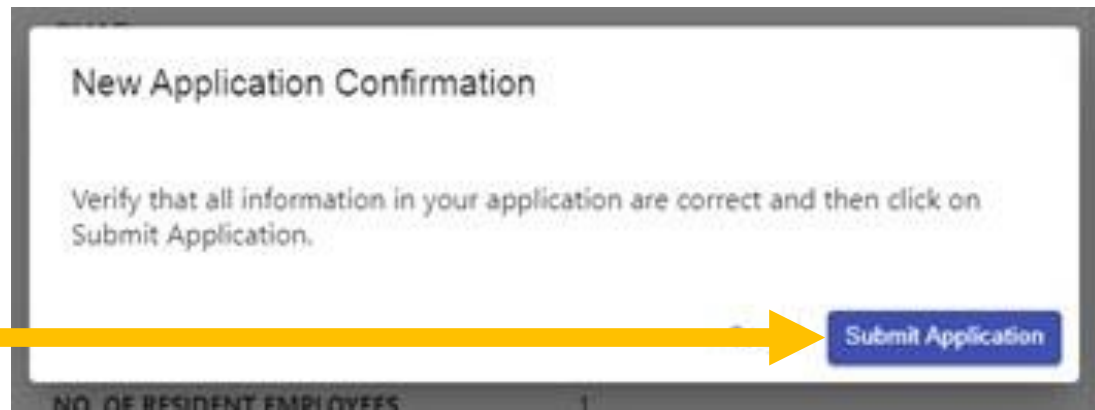 New Application Confirmation
Verify that all information in your application are correct and then click on
Submit Application.
Submit Application
NO. OF RESIDENT EMPLOYEES 1